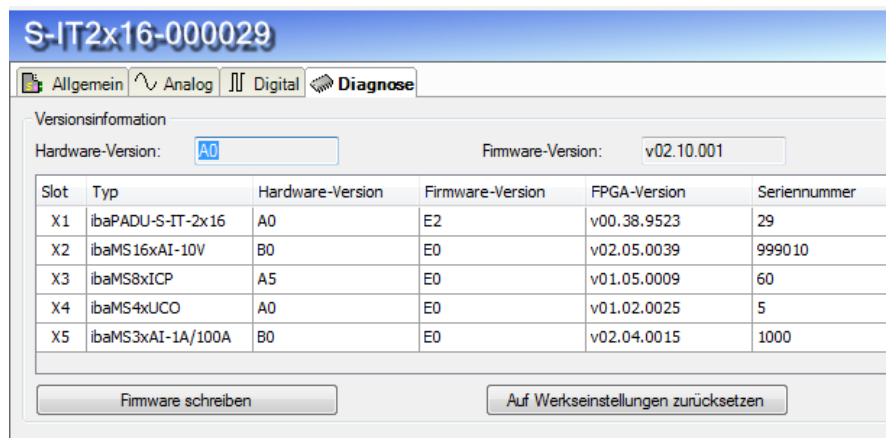 S-IT2x16-000029
Allgemein Analog Digital Diagnose
Versionsinformation
Hardware-Version: A0 Firmware-Version: v02.10.001
Slot Typ Hardware-Version Firmware-Version FPGA-Version Seriennummer
X1 ibaPADU-S-IT-2x16 A0 E2 v00.38.9523 29
X2 ibaMS16xAI-10V B0 E0 v02.05.0039 999010
X3 ibaMS8xICP A5 E0 v01.05.0009 60
X4 ibaMS4xUCO A0 E0 v01.02.0025 5
X5 ibaMS3xAI-1A/100A B0 E0 v02.04.0015 1000
Firmware schreiben Auf Werkseinstellungen zurücksetzen